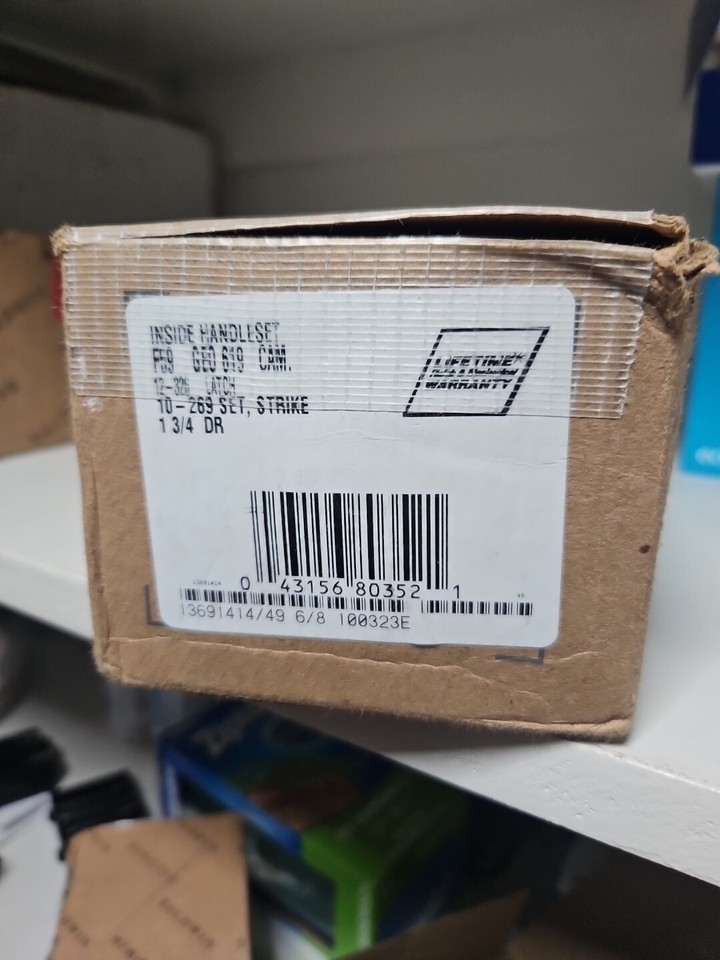 INSIDE HANDLESET
F59 GEO 619 CAM.
12-326 LATCH
10-269 SET, STRIKE
1 3/4 DR
LIFETIME
WARRANTY
0 43156 80352 1
13691414/49 6/8 100323E